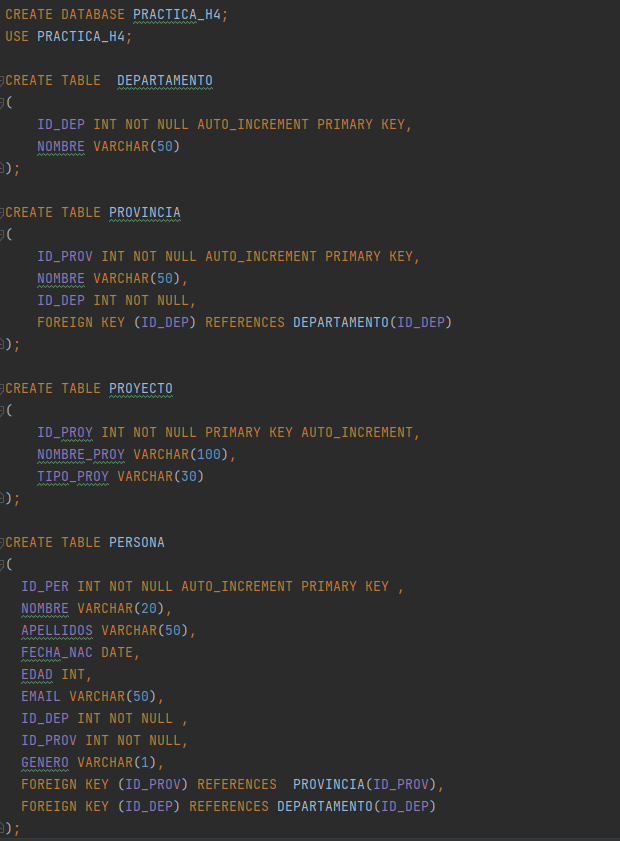 CREATE DATABASE PRACTICA_H4;
USE PRACTICA_H4;
CREATE TABLE  DEPARTAMENTO
(
    ID_DEP INT NOT NULL AUTO_INCREMENT PRIMARY KEY,
    NOMBRE VARCHAR(50)
);
CREATE TABLE PROVINCIA
(
    ID_PROV INT NOT NULL AUTO_INCREMENT PRIMARY KEY,
    NOMBRE VARCHAR(50),
    ID_DEP INT NOT NULL,
    FOREIGN KEY (ID_DEP) REFERENCES DEPARTAMENTO(ID_DEP)
);
CREATE TABLE PROYECTO
(
    ID_PROY INT NOT NULL PRIMARY KEY AUTO_INCREMENT,
    NOMBRE_PROY VARCHAR(100),
    TIPO_PROY VARCHAR(30)
);
CREATE TABLE PERSONA
(
  ID_PER INT NOT NULL AUTO_INCREMENT PRIMARY KEY ,
  NOMBRE VARCHAR(20),
  APELLIDOS VARCHAR(50),
  FECHA_NAC DATE,
  EDAD INT,
  EMAIL VARCHAR(50),
  ID_DEP INT NOT NULL ,
  ID_PROV INT NOT NULL,
  GENERO VARCHAR(1),
  FOREIGN KEY (ID_PROV) REFERENCES  PROVINCIA(ID_PROV),
  FOREIGN KEY (ID_DEP) REFERENCES DEPARTAMENTO(ID_DEP)
);